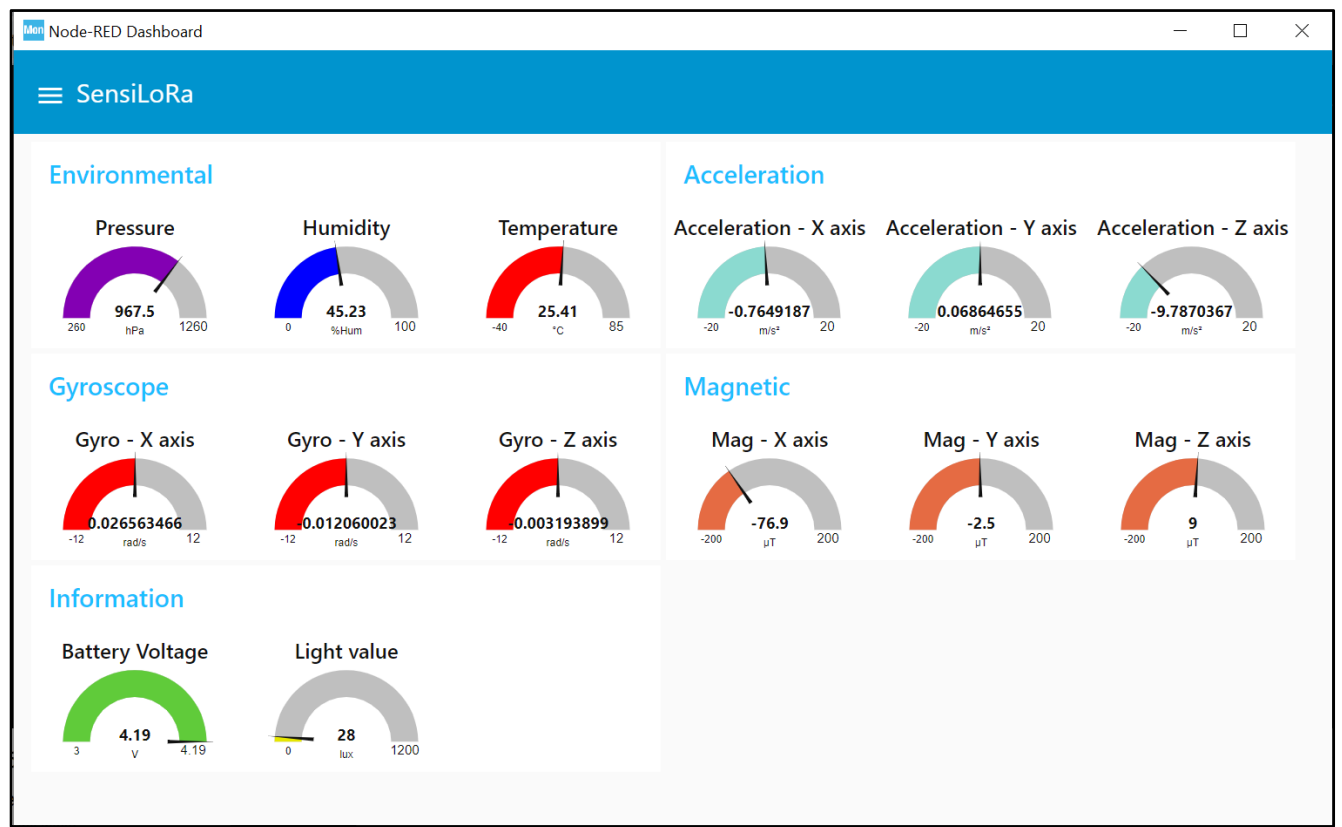 Mon Node-RED Dashboard
SensiLoRa
Environmental
Pressure
967.5
260 hPa 1260
Humidity
45.23
0 %Hum 100
Temperature
25.41
-40 °C 85
Acceleration
Acceleration - X axis
-0.7649187
-20 m/s² 20
Acceleration - Y axis
0.06864655
-20 m/s² 20
Acceleration - Z axis
-9.7870367
-20 m/s² 20
Gyroscope
Gyro - X axis
0.026563466
-12 rad/s 12
Gyro - Y axis
-0.012060023
-12 rad/s 12
Gyro - Z axis
-0.003193899
-12 rad/s 12
Magnetic
Mag - X axis
-76.9
-200 µT 200
Mag - Y axis
-2.5
-200 µT 200
Mag - Z axis
9
-200 µT 200
Information
Battery Voltage
4.19
3 V 4.19
Light value
28
0 lux 1200